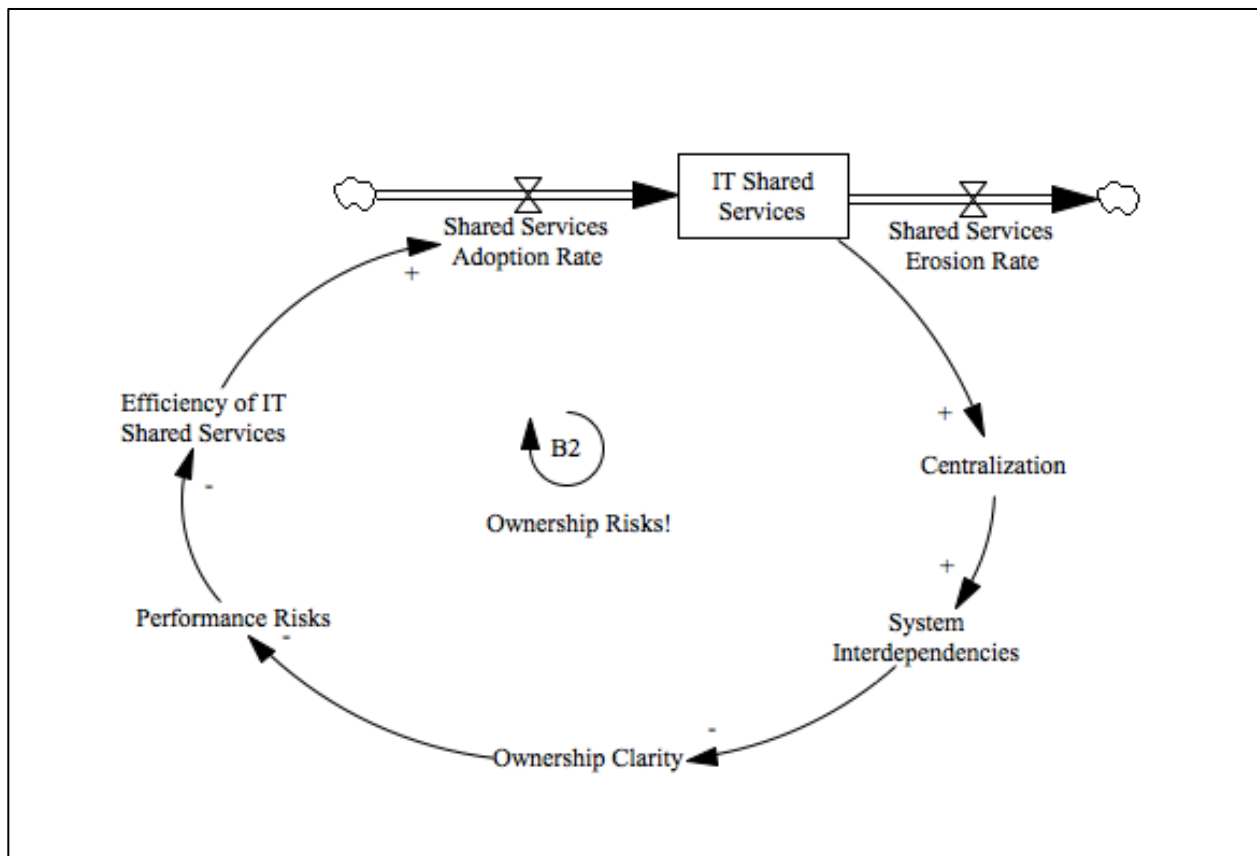 IT Shared
Services
Shared Services
Adoption Rate
Shared Services
Erosion Rate
+
Efficiency of IT
Shared Services
+
B2
Centralization
-
Ownership Risks!
+
Performance Risks
-
System
Interdependencies
-
Ownership Clarity